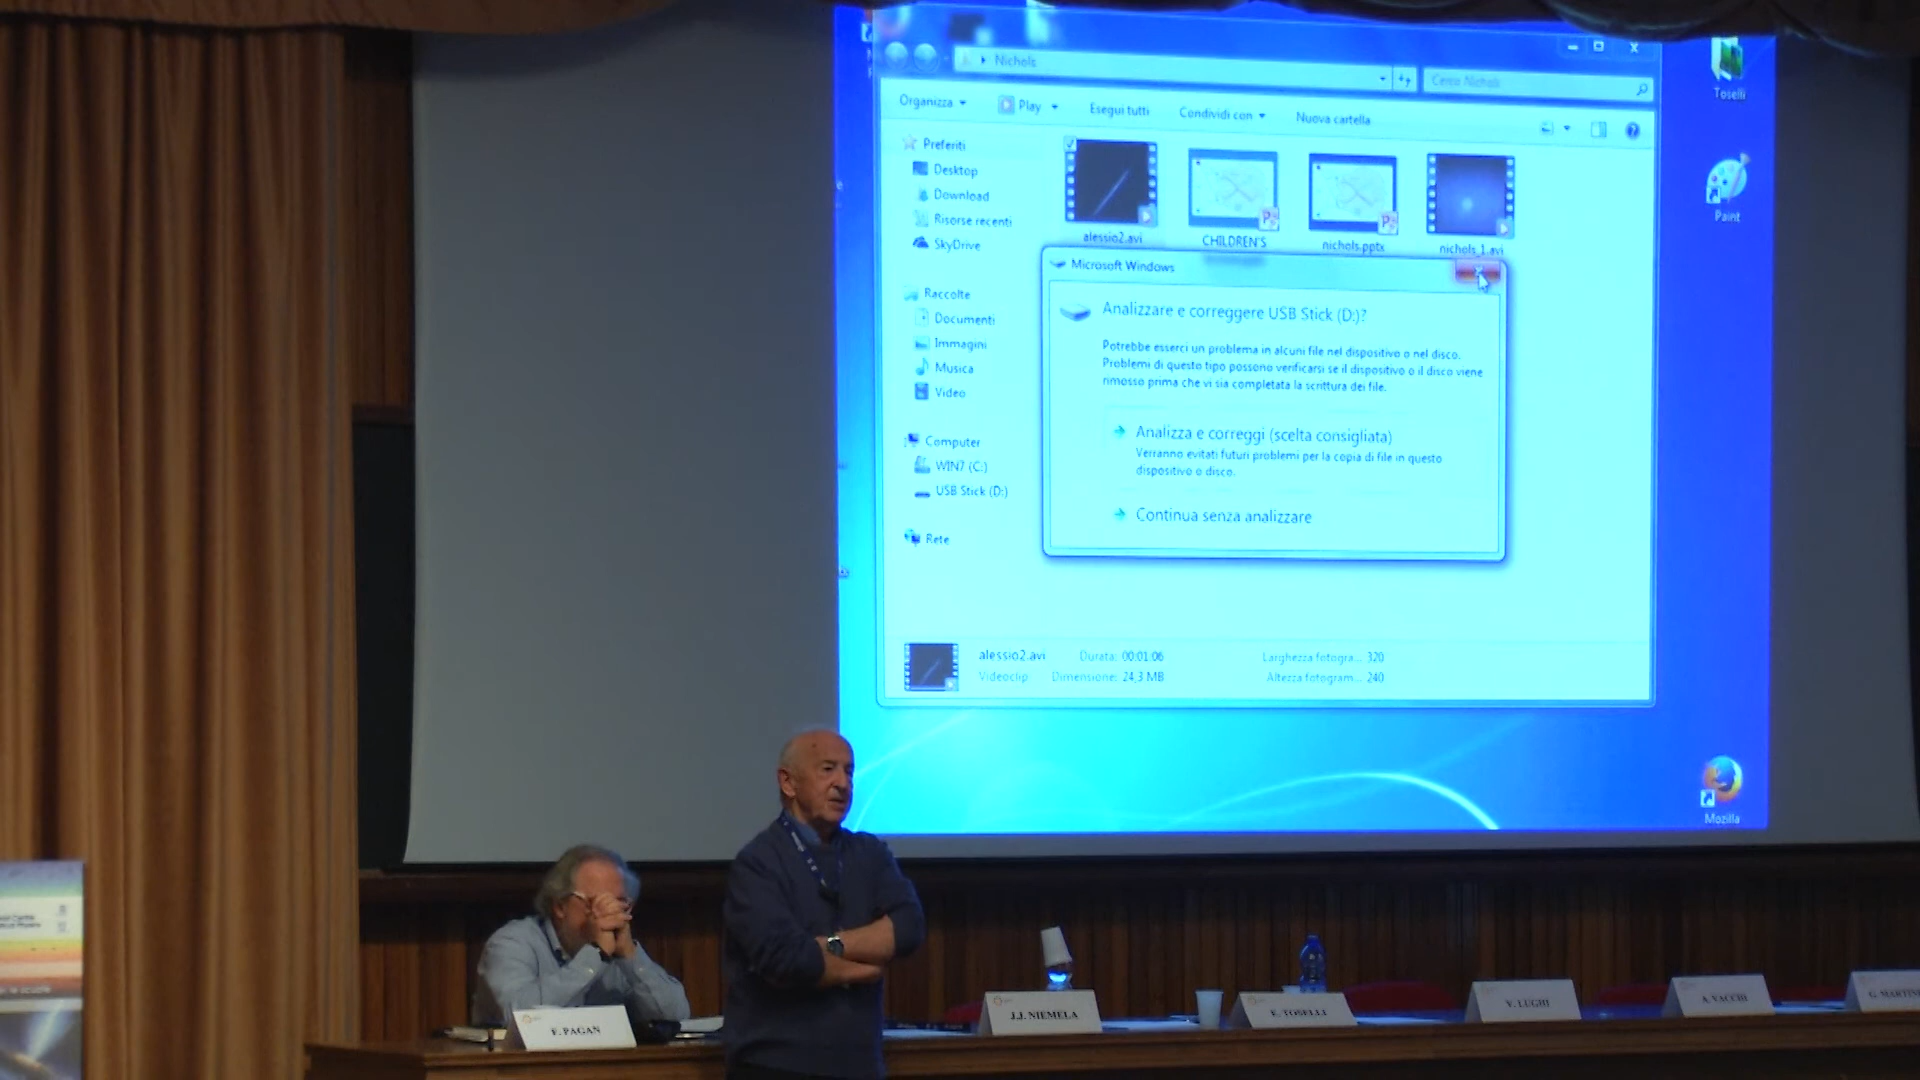 Nichols
Cerca Nichols
Organizza
Play
Esegui tutti
Condividi con
Nuova cartella
Preferiti
Desktop
Download
Risorse recenti
SkyDrive
Raccolte
Documenti
Immagini
Musica
Video
Computer
WIN7 (C:)
USB Stick (D:)
Rete
alessio2.avi
CHILDREN'S
nichols.pptx
nichols_1.avi
Microsoft Windows
Analizzare e correggere USB Stick (D:)?
Potrebbe esserci un problema in alcuni file nel dispositivo o nel disco.
Problemi di questo tipo possono verificarsi se il dispositivo o il disco viene
rimosso prima che vi sia completata la scrittura dei file.
Analizza e correggi (scelta consigliata)
Verranno evitati futuri problemi per la copia di file in questo
dispositivo o disco.
Continua senza analizzare
alessio2.avi Durata: 00:01:06 Larghezza fotogra... 320
Videoclip Dimensione: 24,3 MB Altezza fotogram... 240
Toselli
Paint
Mozilla
F. PAGAN
J.J. NIEMELA
E. TOSELLI
V. LUGHI
A. VACCHI